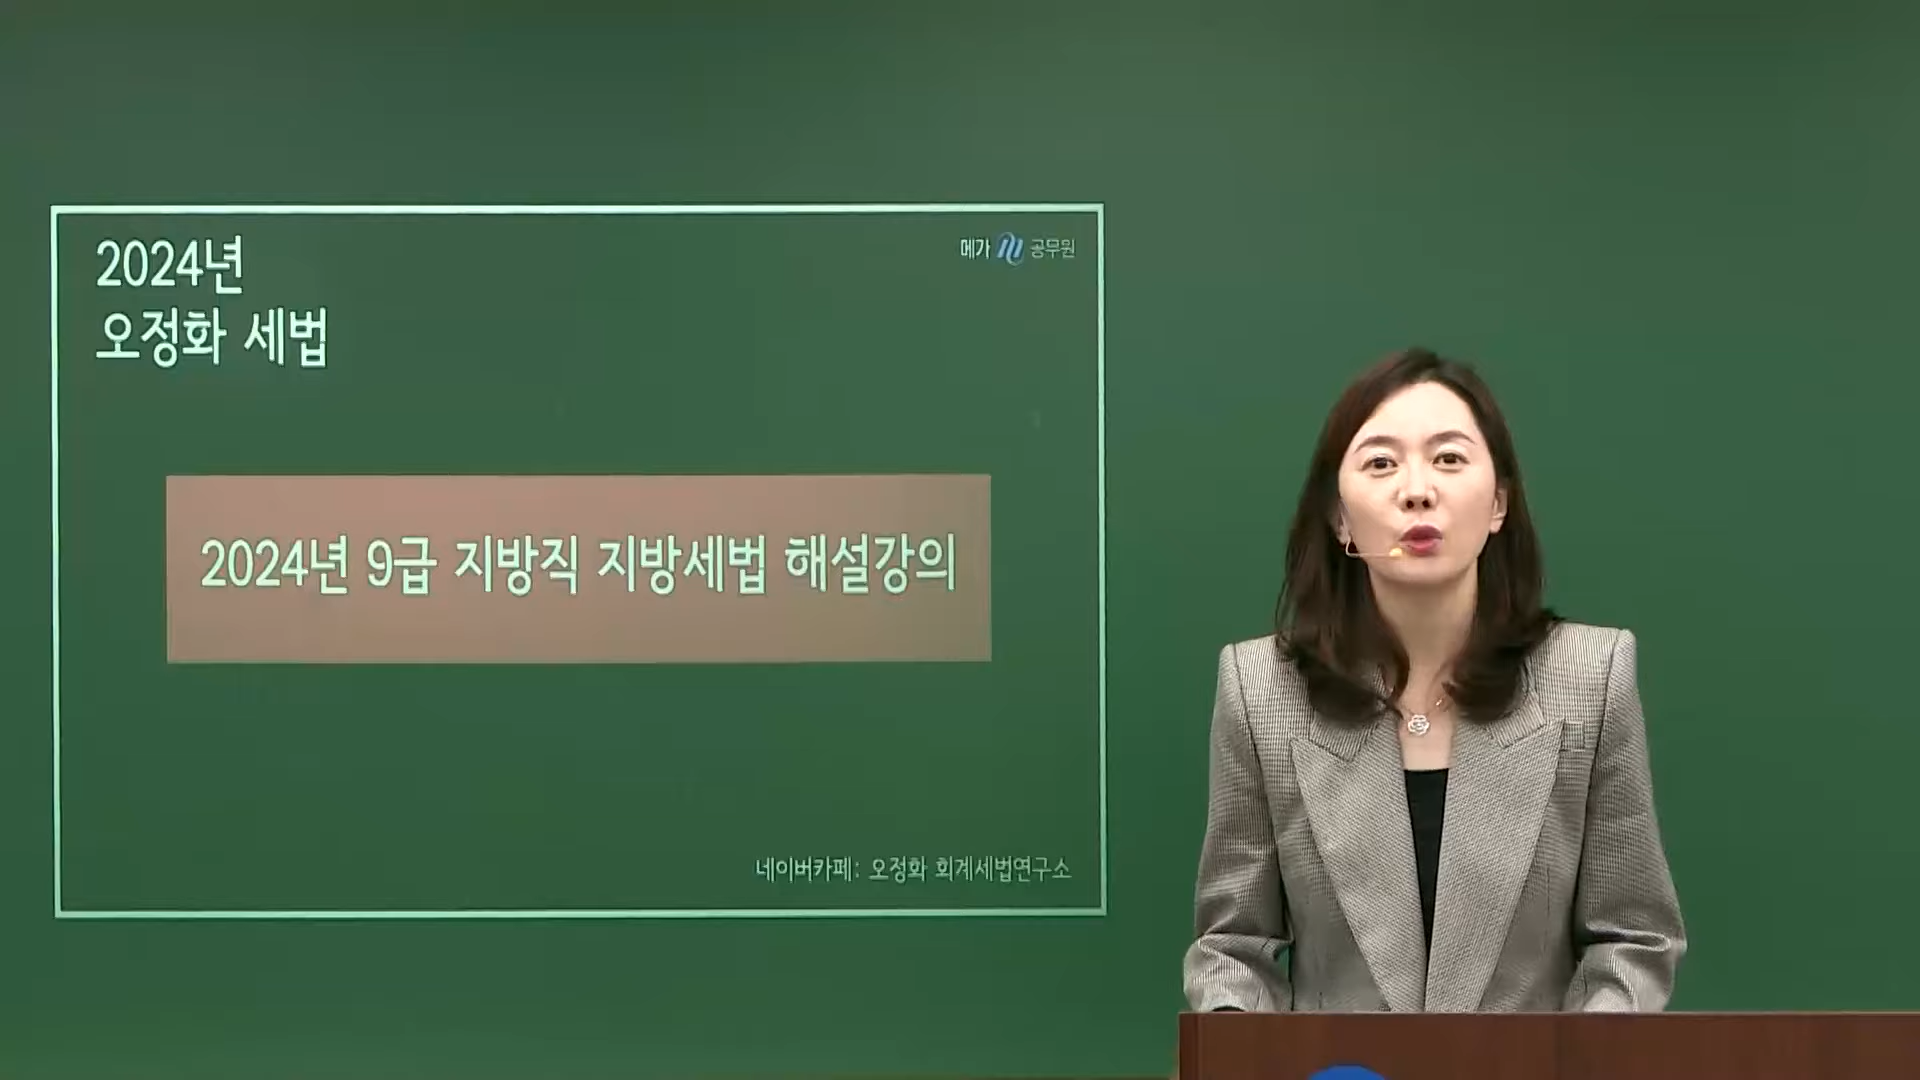 2024년
오정화 세법
메가 공무원
2024년 9급 지방직 지방세법 해설강의
네이버카페: 오정화 회계세법연구소